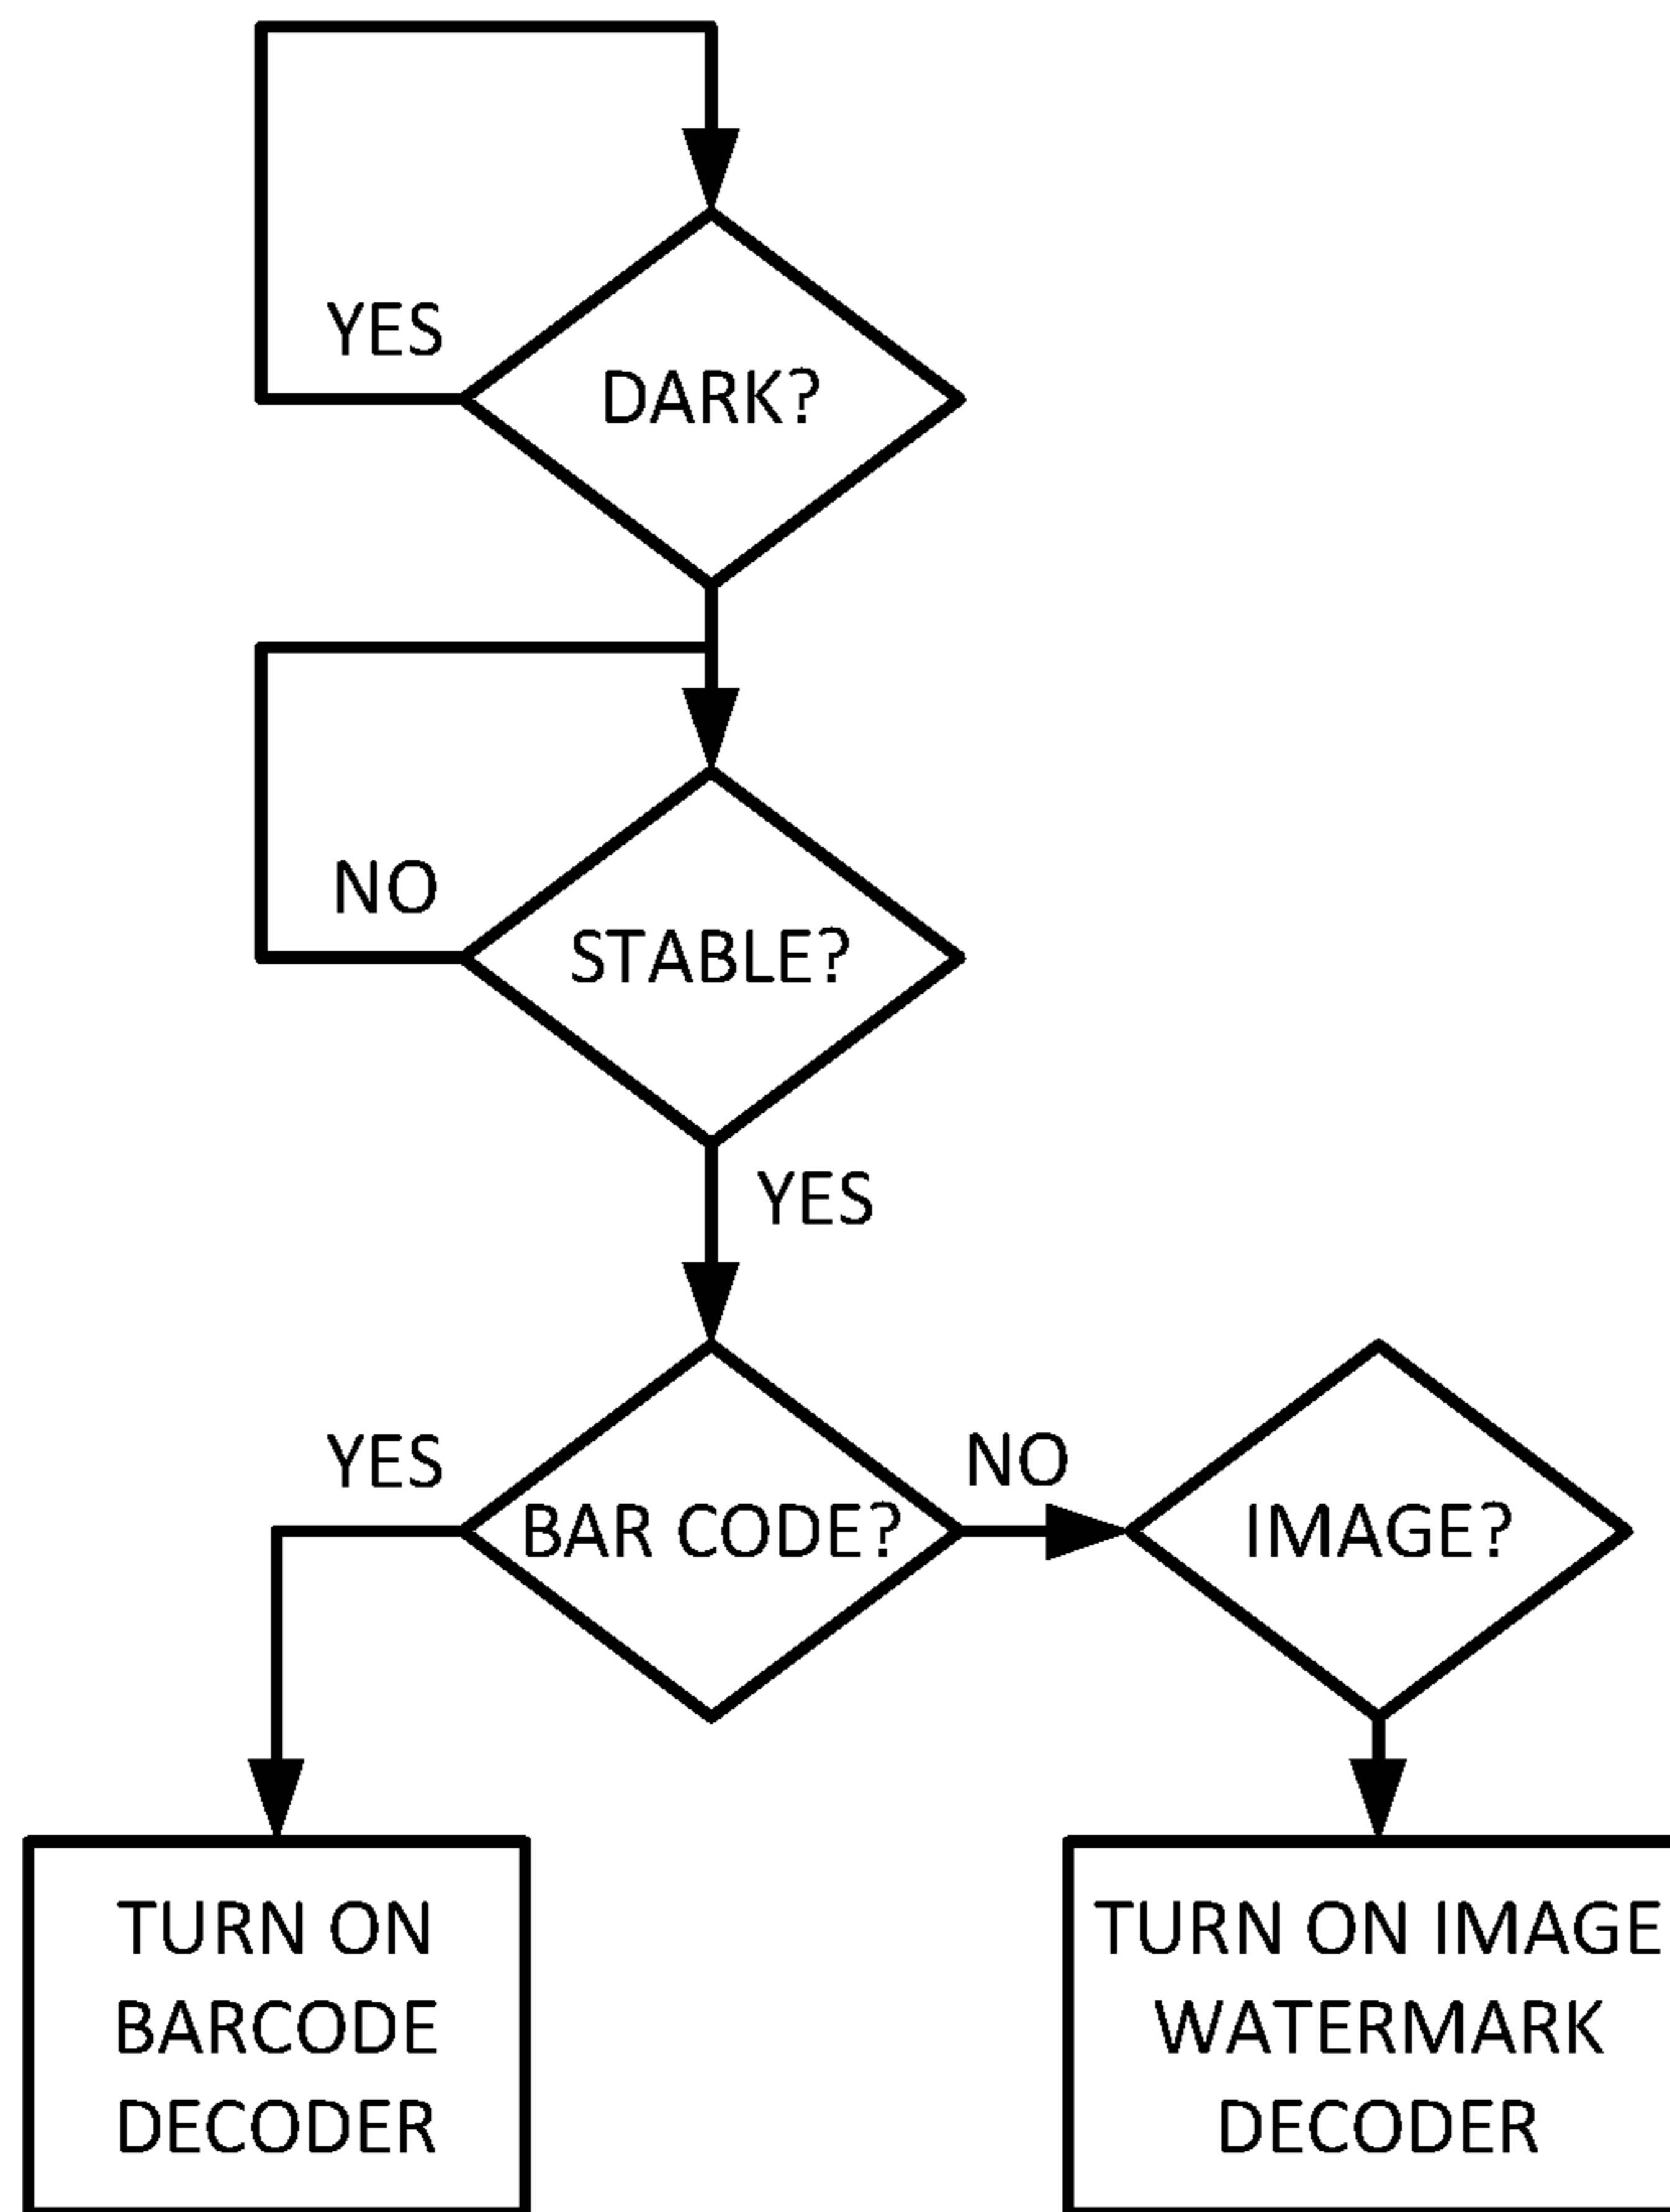 YES
DARK?
NO
STABLE?
YES
YES
BAR CODE?
NO
IMAGE?
TURN ON
BARCODE
DECODER
TURN ON IMAGE
WATERMARK
DECODER